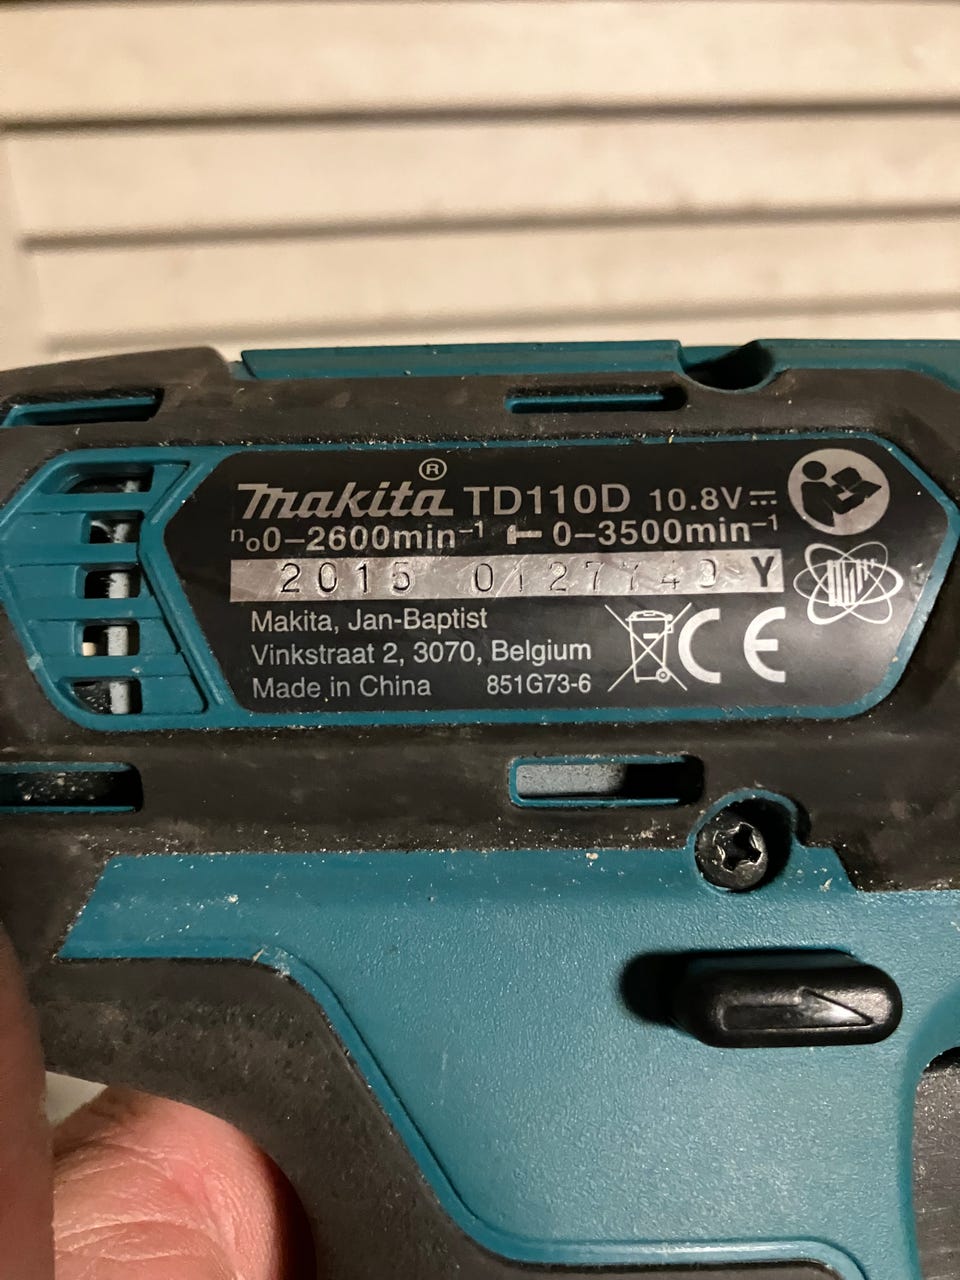 makita® TD110D 10.8V
n₀0–2600min⁻¹ 0–3500min⁻¹
2015 Y
Makita, Jan-Baptist
Vinkstraat 2, 3070, Belgium
Made in China 851G73-6
CE